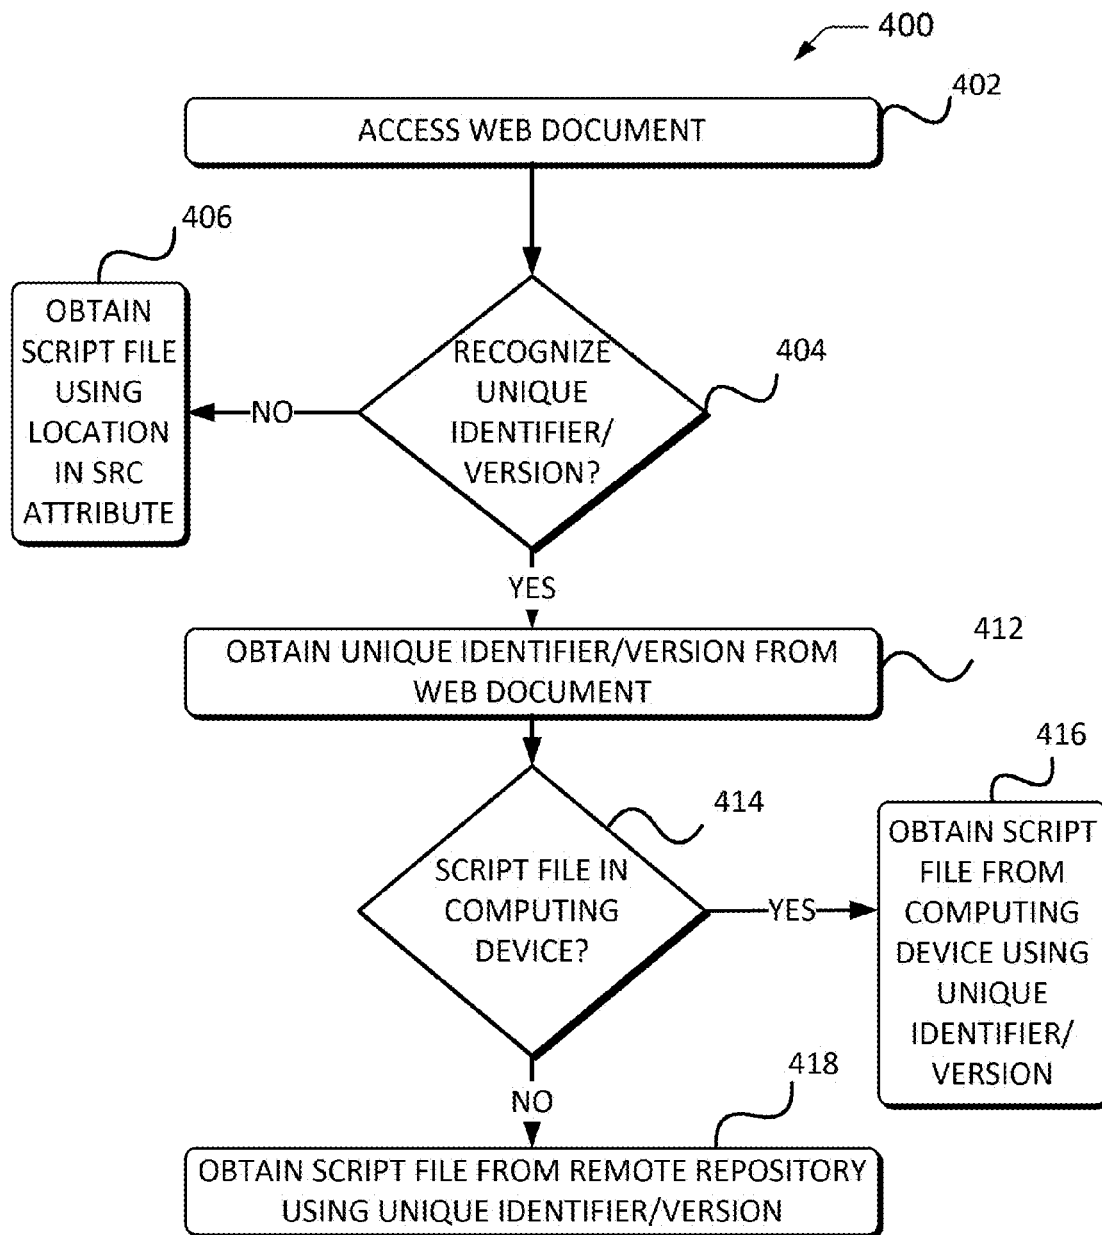 400
402
ACCESS WEB DOCUMENT
406
OBTAIN
SCRIPT FILE
USING
LOCATION
IN SRC
ATTRIBUTE
NO
RECOGNIZE
UNIQUE
IDENTIFIER/
VERSION?
404
YES
412
OBTAIN UNIQUE IDENTIFIER/VERSION FROM
WEB DOCUMENT
414
SCRIPT FILE IN
COMPUTING
DEVICE?
YES
416
OBTAIN SCRIPT
FILE FROM
COMPUTING
DEVICE USING
UNIQUE
IDENTIFIER/
VERSION
NO
418
OBTAIN SCRIPT FILE FROM REMOTE REPOSITORY
USING UNIQUE IDENTIFIER/VERSION